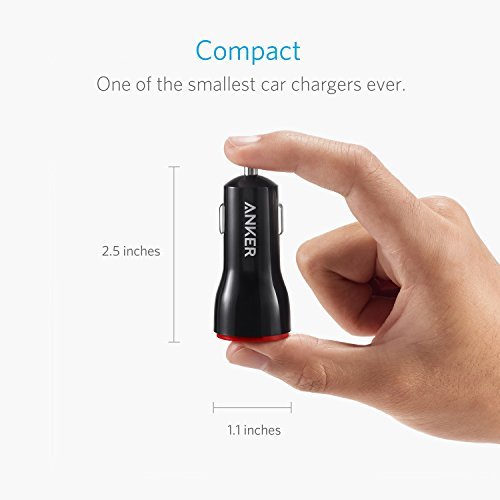 Compact
One of the smallest car chargers ever.
ANKER
2.5 inches
1.1 inches